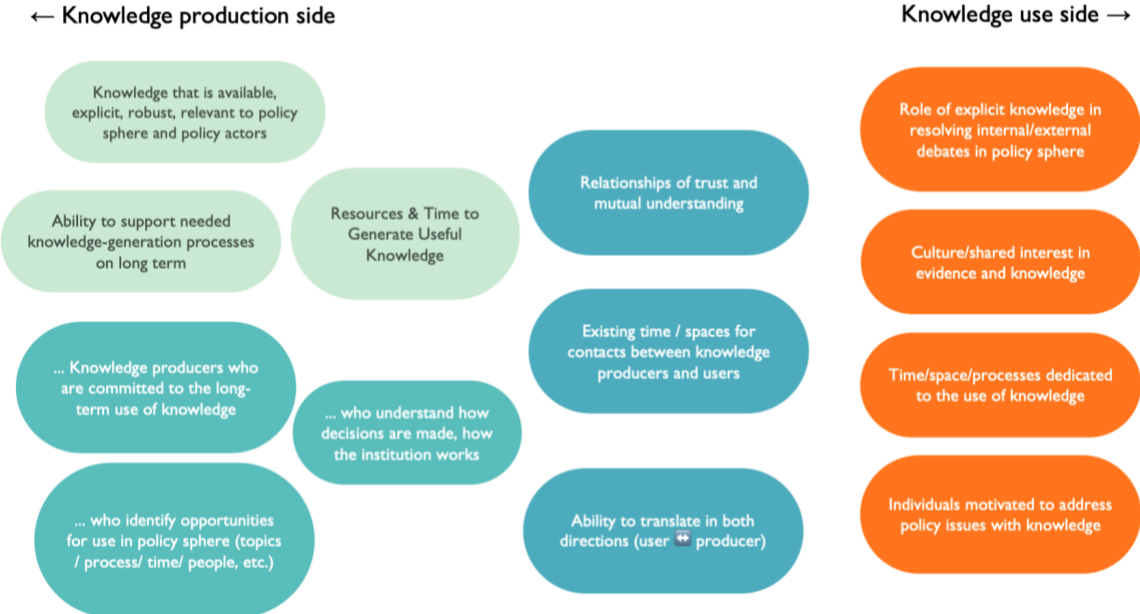 ← Knowledge production side
Knowledge use side →
Knowledge that is available,
explicit, robust, relevant to policy
sphere and policy actors
Ability to support needed
knowledge-generation processes
on long term
Resources & Time to
Generate Useful
Knowledge
... Knowledge producers who
are committed to the long-
term use of knowledge
... who understand how
decisions are made, how
the institution works
... who identify opportunities
for use in policy sphere (topics
/ process/ time/ people, etc.)
Relationships of trust and
mutual understanding
Existing time / spaces for
contacts between knowledge
producers and users
Ability to translate in both
directions (user ↔ producer)
Role of explicit knowledge in
resolving internal/external
debates in policy sphere
Culture/shared interest in
evidence and knowledge
Time/space/processes dedicated
to the use of knowledge
Individuals motivated to address
policy issues with knowledge